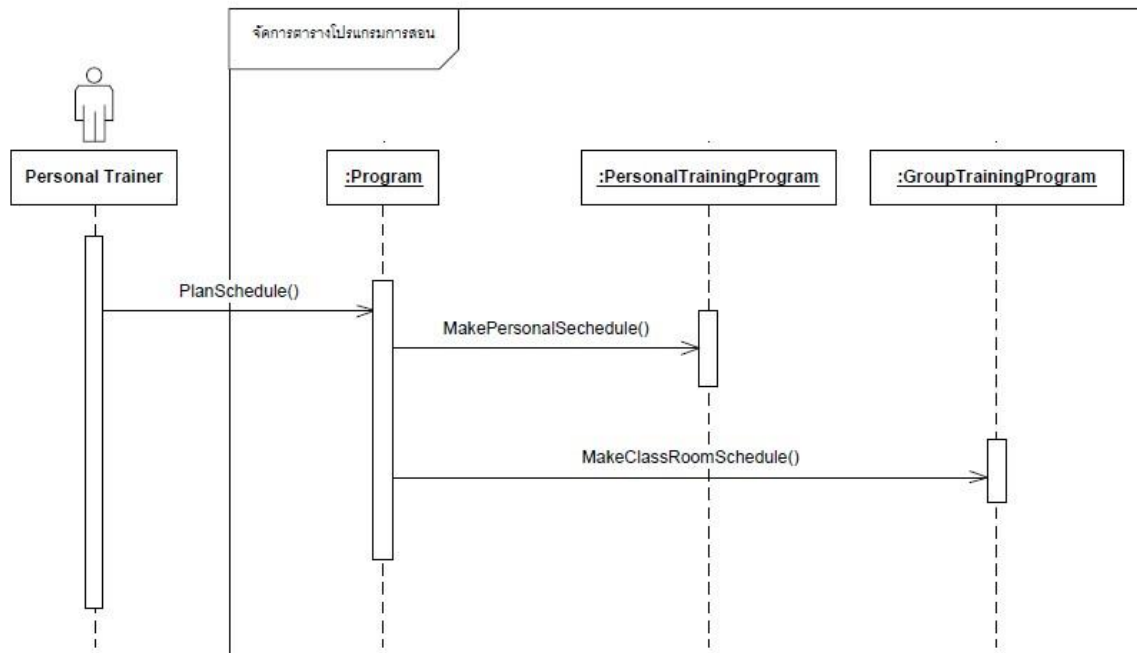 จัดการตารางโปรแกรมการสอน
Personal Trainer
:Program
:PersonalTrainingProgram
:GroupTrainingProgram
PlanSchedule()
MakePersonalSechedule()
MakeClassRoomSchedule()